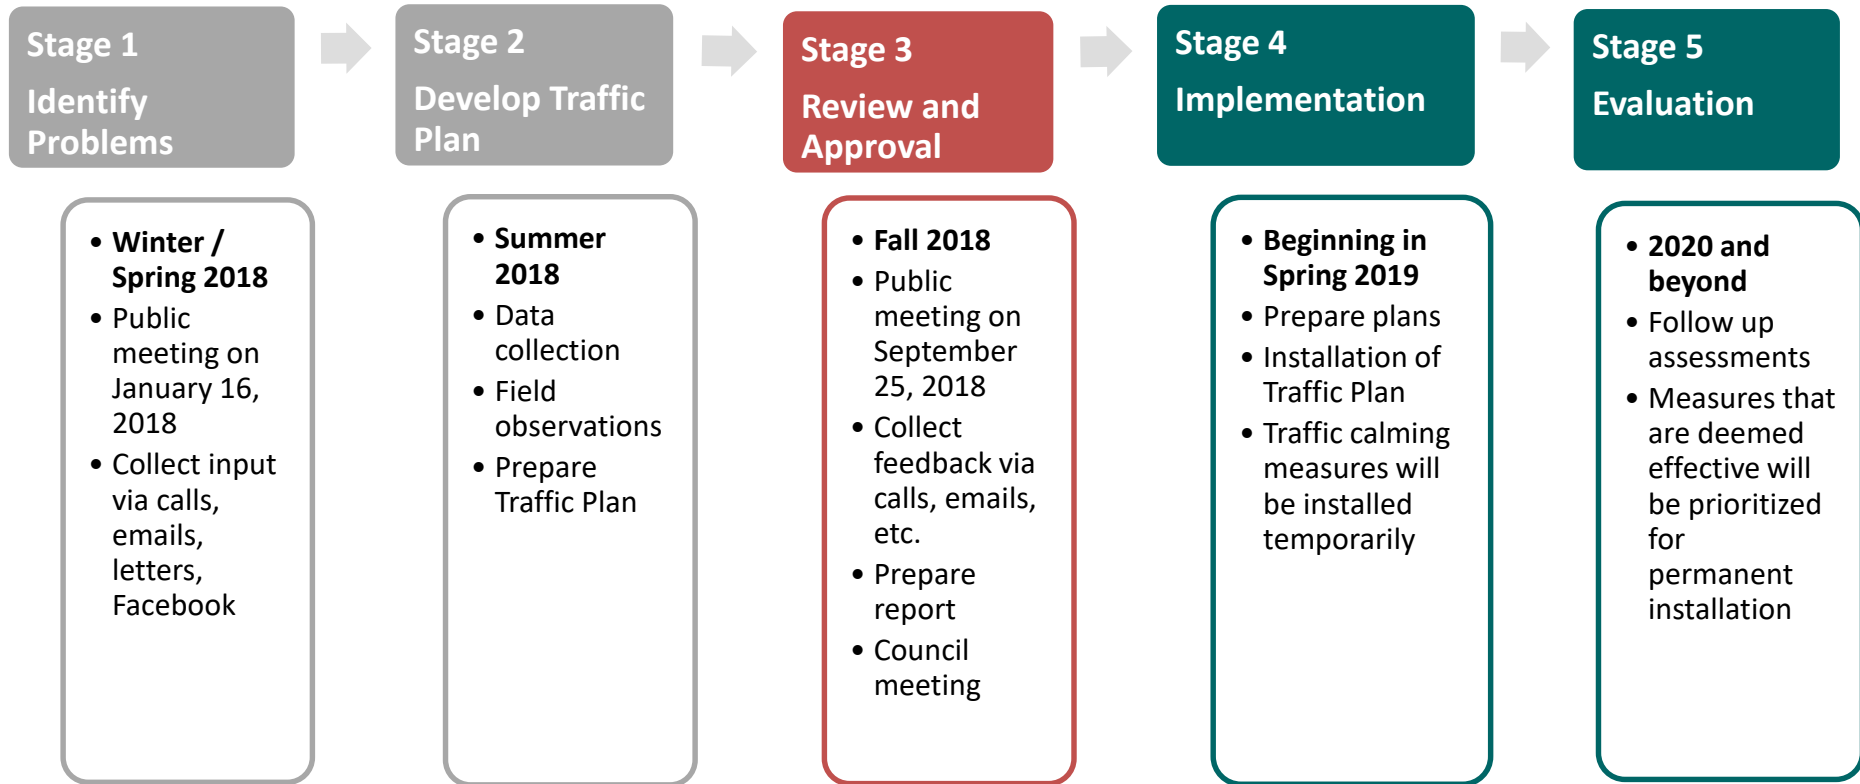 Stage 1
Identify
Problems
• Winter /
Spring 2018
• Public
meeting on
January 16,
2018
• Collect input
via calls,
emails,
letters,
Facebook
Stage 2
Develop Traffic
Plan
• Summer
2018
• Data
collection
• Field
observations
• Prepare
Traffic Plan
Stage 3
Review and
Approval
• Fall 2018
• Public
meeting on
September
25, 2018
• Collect
feedback via
calls, emails,
etc.
• Prepare
report
• Council
meeting
Stage 4
Implementation
• Beginning in
Spring 2019
• Prepare plans
• Installation of
Traffic Plan
• Traffic calming
measures will
be installed
temporarily
Stage 5
Evaluation
• 2020 and
beyond
• Follow up
assessments
• Measures that
are deemed
effective will
be prioritized
for
permanent
installation